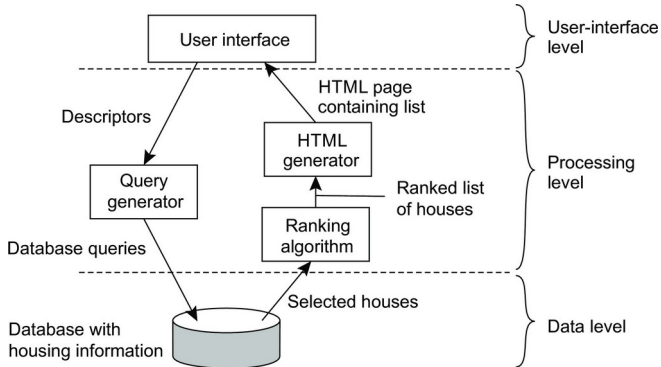 User interface
User-interface
level
HTML page
containing list
Descriptors
HTML
generator
Processing
level
Query
generator
Ranked list
of houses
Ranking
algorithm
Database queries
Selected houses
Database with
housing information
Data level